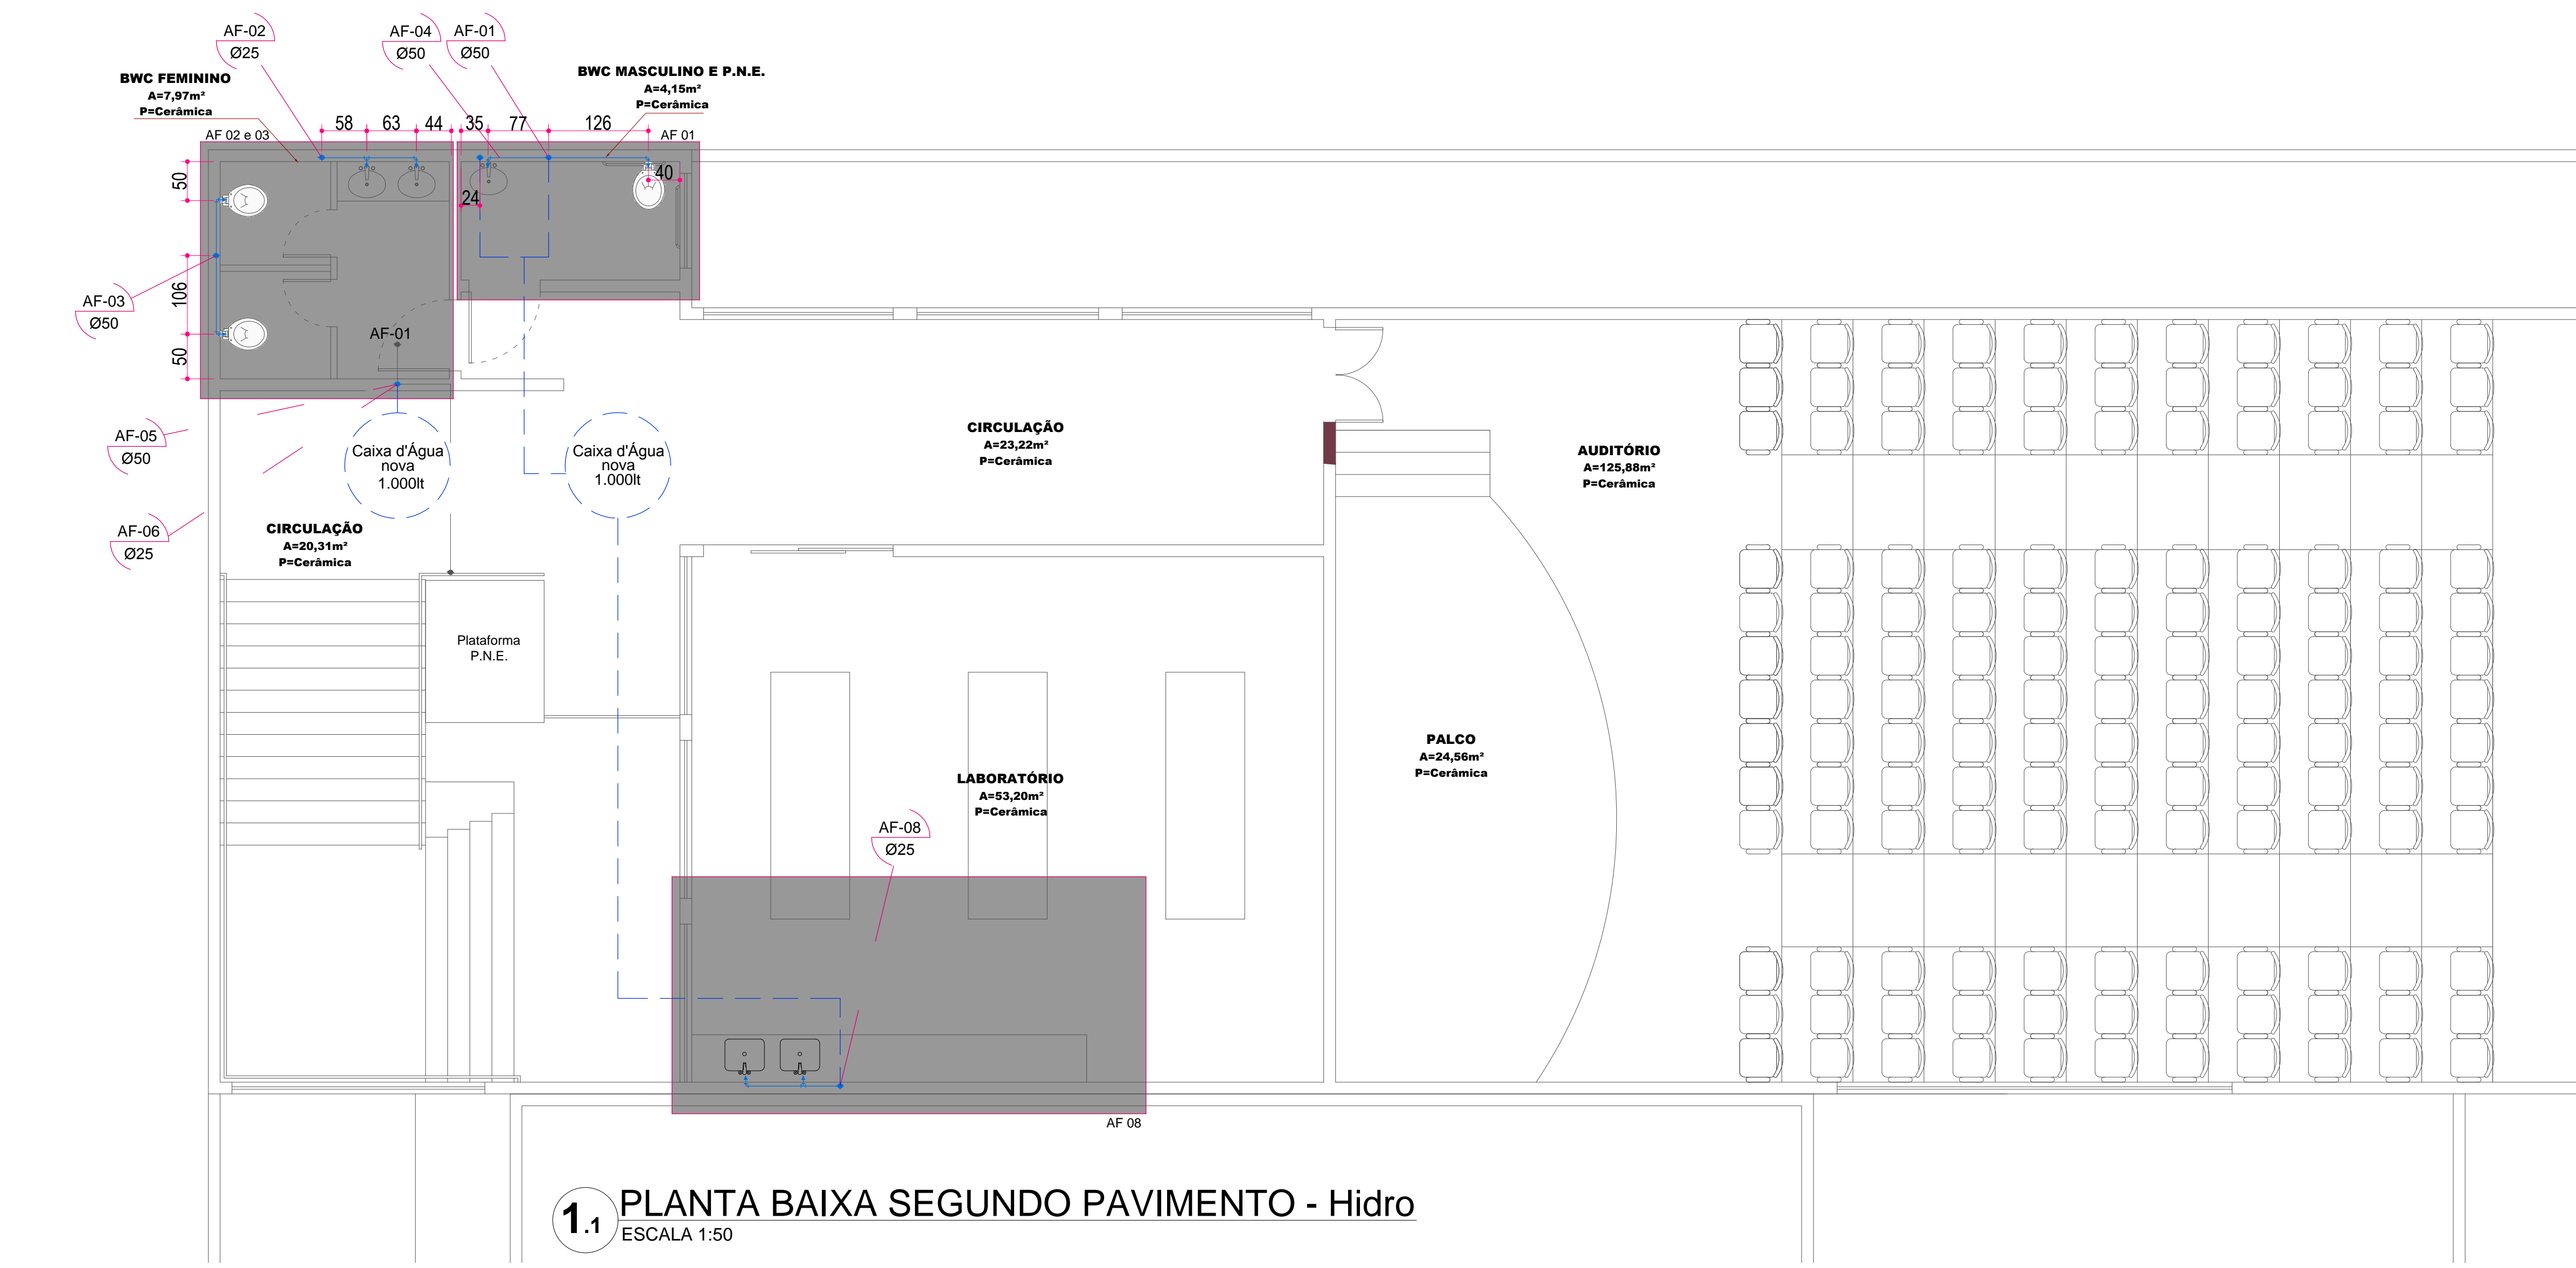 AF-02
Ø25
AF-04
Ø50
AF-01
Ø50
BWC FEMININO
A=7,97m²
P=Cerâmica
BWC MASCULINO E P.N.E.
A=4,15m²
P=Cerâmica
AF 02 e 03
58
63
44
35
77
126
AF 01
50
40
24
106
50
AF-03
Ø50
AF-01
AF-05
Ø50
AF-06
Ø25
Caixa d'Água
nova
1.000lt
Caixa d'Água
nova
1.000lt
CIRCULAÇÃO
A=23,22m²
P=Cerâmica
AUDITÓRIO
A=125,88m²
P=Cerâmica
CIRCULAÇÃO
A=20,31m²
P=Cerâmica
Plataforma
P.N.E.
PALCO
A=24,56m²
P=Cerâmica
LABORATÓRIO
A=53,20m²
P=Cerâmica
AF-08
Ø25
AF 08
1.1
PLANTA BAIXA SEGUNDO PAVIMENTO - Hidro
ESCALA 1:50